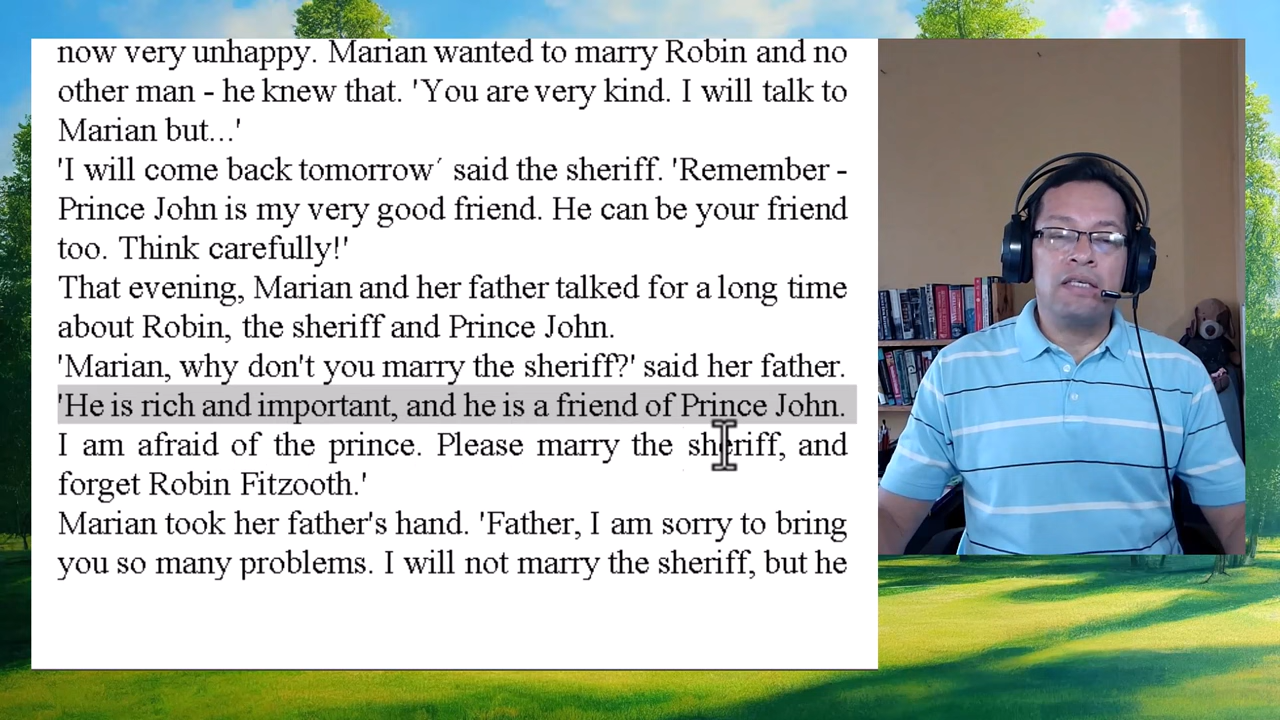 now very unhappy. Marian wanted to marry Robin and no
other man - he knew that. 'You are very kind. I will talk to
Marian but...'
'I will come back tomorrow´ said the sheriff. 'Remember -
Prince John is my very good friend. He can be your friend
too. Think carefully!'
That evening, Marian and her father talked for a long time
about Robin, the sheriff and Prince John.
'Marian, why don't you marry the sheriff?' said her father.
'He is rich and important, and he is a friend of Prince John.
I am afraid of the prince. Please marry the sheriff, and
forget Robin Fitzooth.'
Marian took her father's hand. 'Father, I am sorry to bring
you so many problems. I will not marry the sheriff, but he